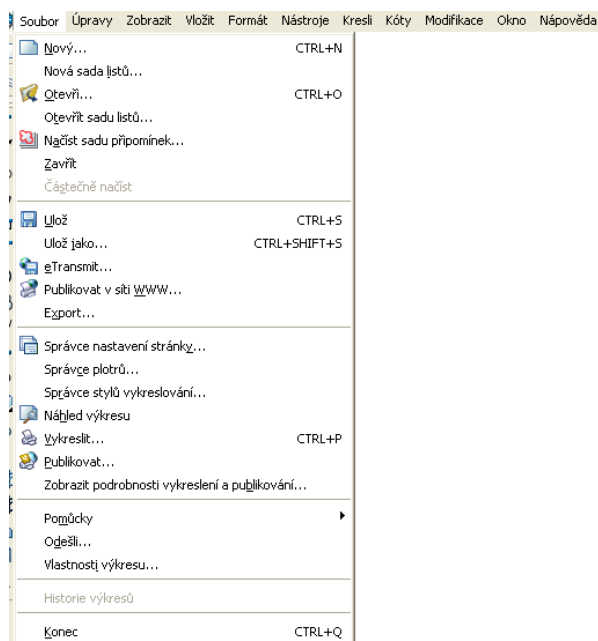 Soubor Úpravy Zobrazit Vložit Formát Nástroje Kresli Kóty Modifikace Okno Nápověda
Nový... CTRL+N
Nová sada listů...
Otevři... CTRL+O
Otevřít sadu listů...
Načíst sadu připomínek...
Zavřít
Částečně načíst
Ulož CTRL+S
Ulož jako... CTRL+SHIFT+S
eTransmit...
Publikovat v síti WWW...
Export...
Správce nastavení stránky...
Správce plotrů...
Správce stylů vykreslování...
Náhled výkresu
Vykreslit... CTRL+P
Publikovat...
Zobrazit podrobnosti vykreslení a publikování...
Pomůcky
Odešli...
Vlastnosti výkresu...
Historie výkresů
Konec CTRL+Q